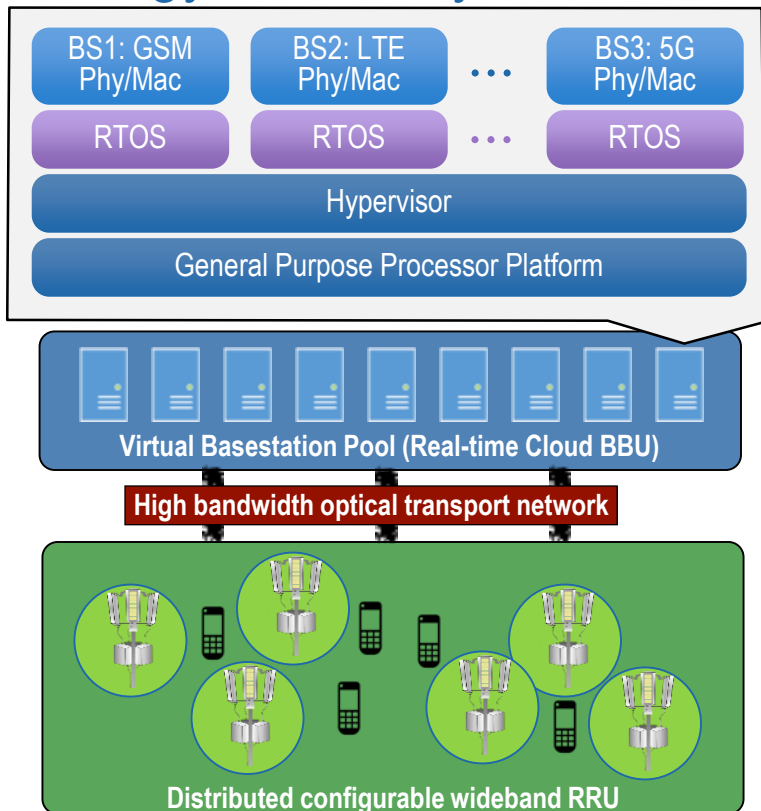 BS1: GSM
Phy/Mac
BS2: LTE
Phy/Mac
...
BS3: 5G
Phy/Mac
RTOS
RTOS
...
RTOS
Hypervisor
General Purpose Processor Platform
Virtual Basestation Pool (Real-time Cloud BBU)
High bandwidth optical transport network
Distributed configurable wideband RRU